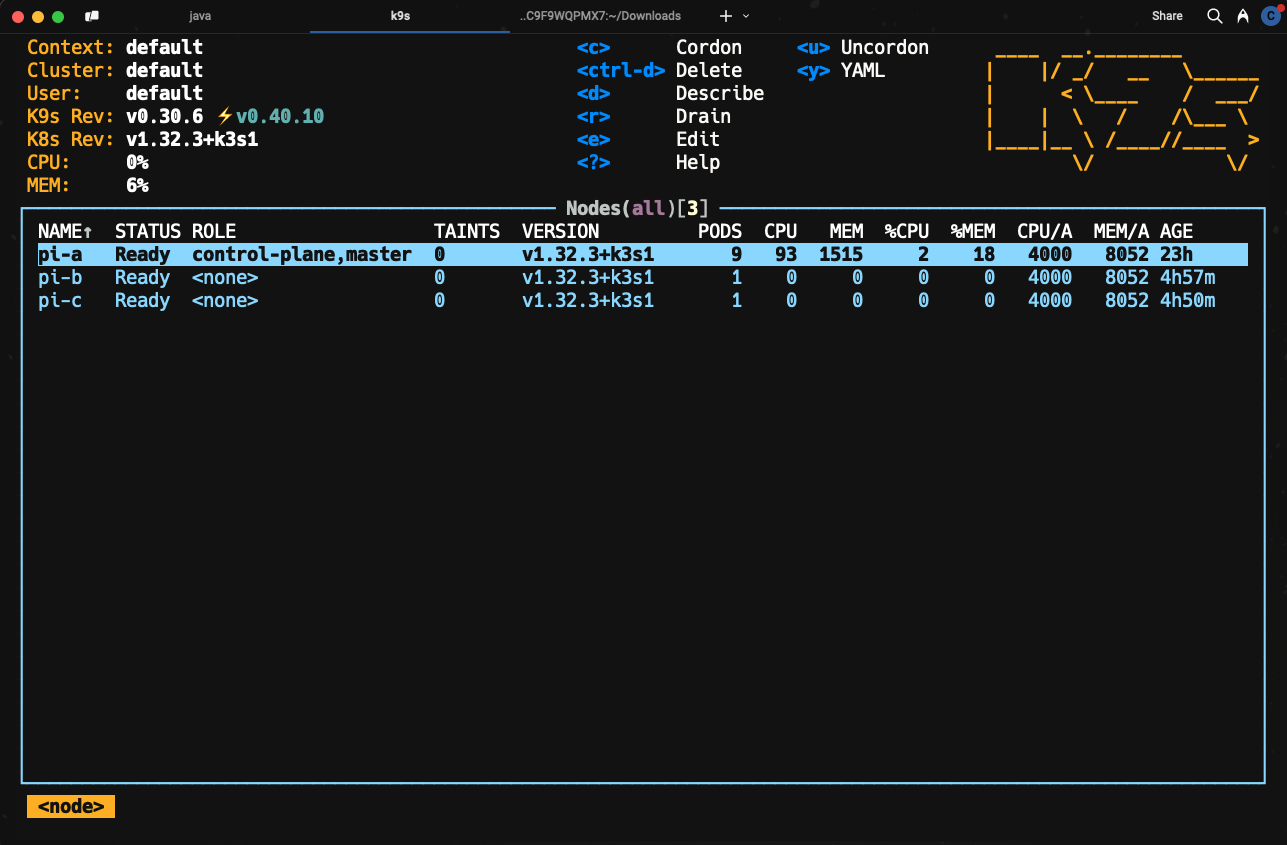 java k9s ..C9F9WQPMX7:~/Downloads Share C
Context: default <c> Cordon <u> Uncordon
Cluster: default <ctrl-d> Delete <y> YAML
User: default <d> Describe
K9s Rev: v0.30.6 ⚡v0.40.10 <r> Drain
K8s Rev: v1.32.3+k3s1 <e> Edit
CPU: 0% <?> Help
MEM: 6%
Nodes(all)[3]
NAME↑ STATUS ROLE TAINTS VERSION PODS CPU MEM %CPU %MEM CPU/A MEM/A AGE
pi-a Ready control-plane,master 0 v1.32.3+k3s1 9 93 1515 2 18 4000 8052 23h
pi-b Ready <none> 0 v1.32.3+k3s1 1 0 0 0 0 4000 8052 4h57m
pi-c Ready <none> 0 v1.32.3+k3s1 1 0 0 0 0 4000 8052 4h50m
<node>